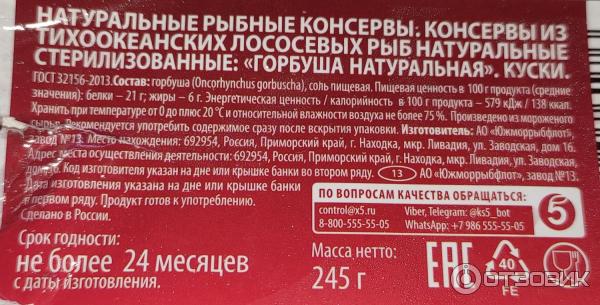 НАТУРАЛЬНЫЕ РЫБНЫЕ КОНСЕРВЫ. КОНСЕРВЫ ИЗ
ТИХООКЕАНСКИХ ЛОСОСЕВЫХ РЫБ НАТУРАЛЬНЫЕ
СТЕРИЛИЗОВАННЫЕ: «ГОРБУША НАТУРАЛЬНАЯ». КУСКИ.
ГОСТ 32156-2013. Состав: горбуша (Oncorhynchus gorbuscha), соль пищевая. Пищевая ценность в 100 г продукта (средние
значения): белки – 21 г; жиры – 6 г. Энергетическая ценность / калорийность в 100 г продукта – 579 кДж / 138 ккал.
Хранить при температуре от 0 до плюс 20 °С и относительной влажности воздуха не более 75 %. Произведено из мороженого
сырья. Рекомендуется употребить содержимое сразу после вскрытия упаковки. Изготовитель: АО «Южморрыбфлот»,
Завод №13. Место нахождения: 692954, Россия, Приморский край, г. Находка, мкр. Ливадия, ул. Заводская, дом 16.
Адрес места осуществления деятельности: 692954, Россия, Приморский край, г. Находка, мкр. Ливадия, ул. Заводская,
дом 16. Код изготовителя указан на дне или крышке банки во втором ряду. 13 АО «Южморрыбфлот», завод №13.
Дата изготовления указана на дне или крышке банки
в первом ряду. Продукт готов к употреблению.
Сделано в России.
ПО ВОПРОСАМ КАЧЕСТВА ОБРАЩАТЬСЯ:
control@x5.ru Viber, Telegram: @ks5_bot
8-800-555-55-05 WhatsApp: +7 986 555-55-05
5
Срок годности:
не более 24 месяцев
с даты изготовления.
Масса нетто:
245 г
EAC
40
FE
ОТЗОВИК